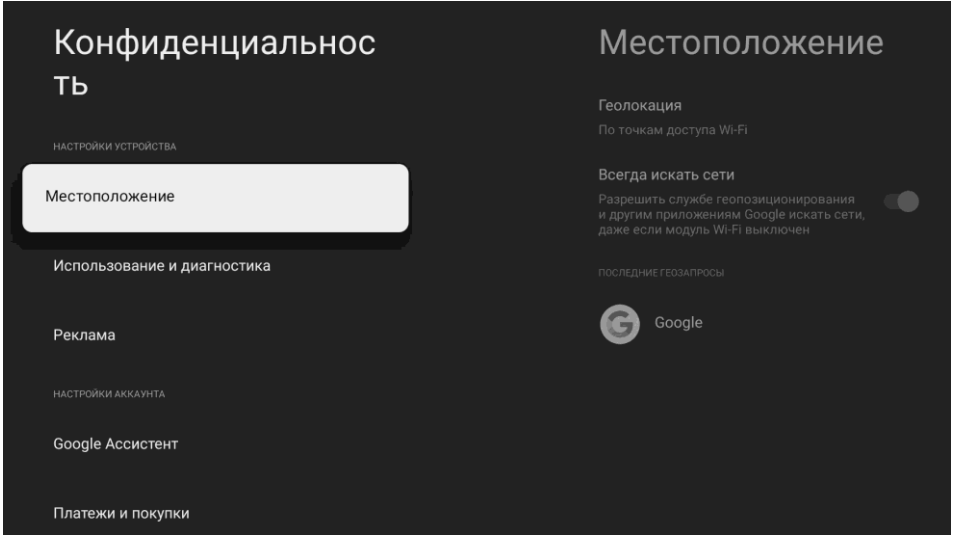 Конфиденциальнос
ть
НАСТРОЙКИ УСТРОЙСТВА
Местоположение
Использование и диагностика
Реклама
НАСТРОЙКИ АККАУНТА
Google Ассистент
Платежи и покупки
Местоположение
Геолокация
По точкам доступа Wi-Fi
Всегда искать сети
Разрешить службе геопозиционирования
и другим приложениям Google искать сети,
даже если модуль Wi-Fi выключен
ПОСЛЕДНИЕ ГЕОЗАПРОСЫ
Google